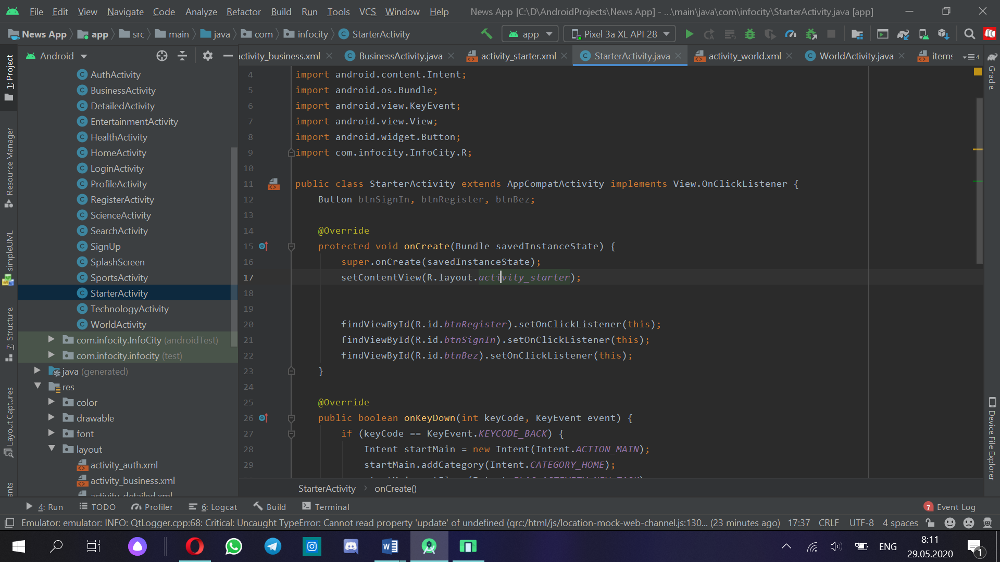 File Edit View Navigate Code Analyze Refactor Build Run Tools VCS Window Help News App [C:\D\AndroidProjects\News App] - ...\main\java\com\infocity\StarterActivity.java [app]
News App app src main java com infocity StarterActivity app Pixel 3a XL API 28
Android
ctivity_business.xml BusinessActivity.java activity_starter.xml StarterActivity.java activity_world.xml WorldActivity.java items 4
1: Project
Resource Manager
simpleUML
7: Structure
Layout Captures
ants
AuthActivity
BusinessActivity
DetailedActivity
EntertainmentActivity
HealthActivity
HomeActivity
LoginActivity
ProfileActivity
RegisterActivity
ScienceActivity
SearchActivity
SignUp
SplashScreen
SportsActivity
StarterActivity
TechnologyActivity
WorldActivity
com.infocity.InfoCity (androidTest)
com.infocity.infocity (test)
java (generated)
res
color
drawable
font
layout
activity_auth.xml
activity_business.xml
activity_detailed.xml
4 import android.content.Intent;
5 import android.os.Bundle;
6 import android.view.KeyEvent;
7 import android.view.View;
8 import android.widget.Button;
9 import com.infocity.InfoCity.R;
10
11 public class StarterActivity extends AppCompatActivity implements View.OnClickListener {
12 Button btnSignIn, btnRegister, btnBez;
13
14 @Override
15 protected void onCreate(Bundle savedInstanceState) {
16 super.onCreate(savedInstanceState);
17 setContentView(R.layout.activity_starter);
18
19
20 findViewById(R.id.btnRegister).setOnClickListener(this);
21 findViewById(R.id.btnSignIn).setOnClickListener(this);
22 findViewById(R.id.btnBez).setOnClickListener(this);
23 }
24
25 @Override
26 public boolean onKeyDown(int keyCode, KeyEvent event) {
27 if (keyCode == KeyEvent.KEYCODE_BACK) {
28 Intent startMain = new Intent(Intent.ACTION_MAIN);
29 startMain.addCategory(Intent.CATEGORY_HOME);
Gradle
Device File Explorer
StarterActivity onCreate()
4: Run TODO Profiler 6: Logcat Build Terminal 7 Event Log
Emulator: emulator: INFO: QtLogger.cpp:68: Critical: Uncaught TypeError: Cannot read property 'update' of undefined (qrc:/html/js/location-mock-web-channel.js:130... (23 minutes ago) 17:37 CRLF UTF-8 4 spaces
ENG 8:11
29.05.2020 1